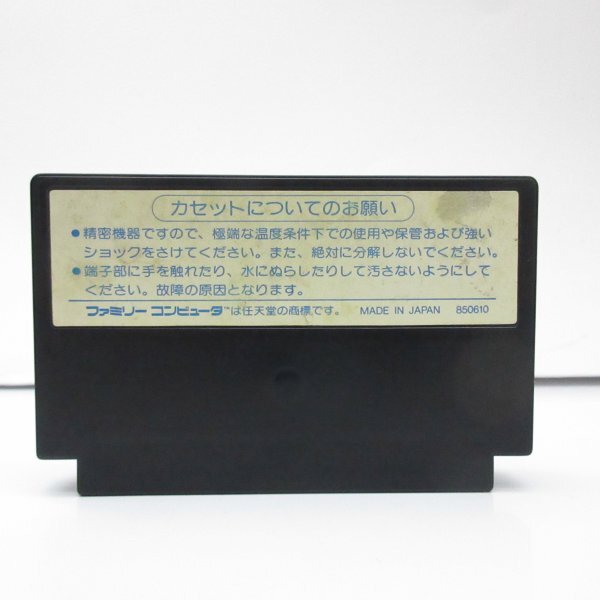 カセットについてのお願い
●精密機器ですので、極端な温度条件下での使用や保管および強い
ショックをさけてください。また、絶対に分解しないでください。
●端子部に手を触れたり、水にぬらしたりして汚さないようにして
ください。故障の原因となります。
ファミリー コンピュータ™は任天堂の商標です。 MADE IN JAPAN 850610